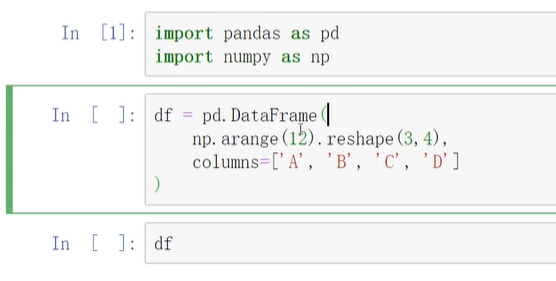 In [1]: import pandas as pd
import numpy as np
In [ ]: df = pd.DataFrame(
np.arange(12).reshape(3, 4),
columns=['A', 'B', 'C', 'D']
)
In [ ]: df